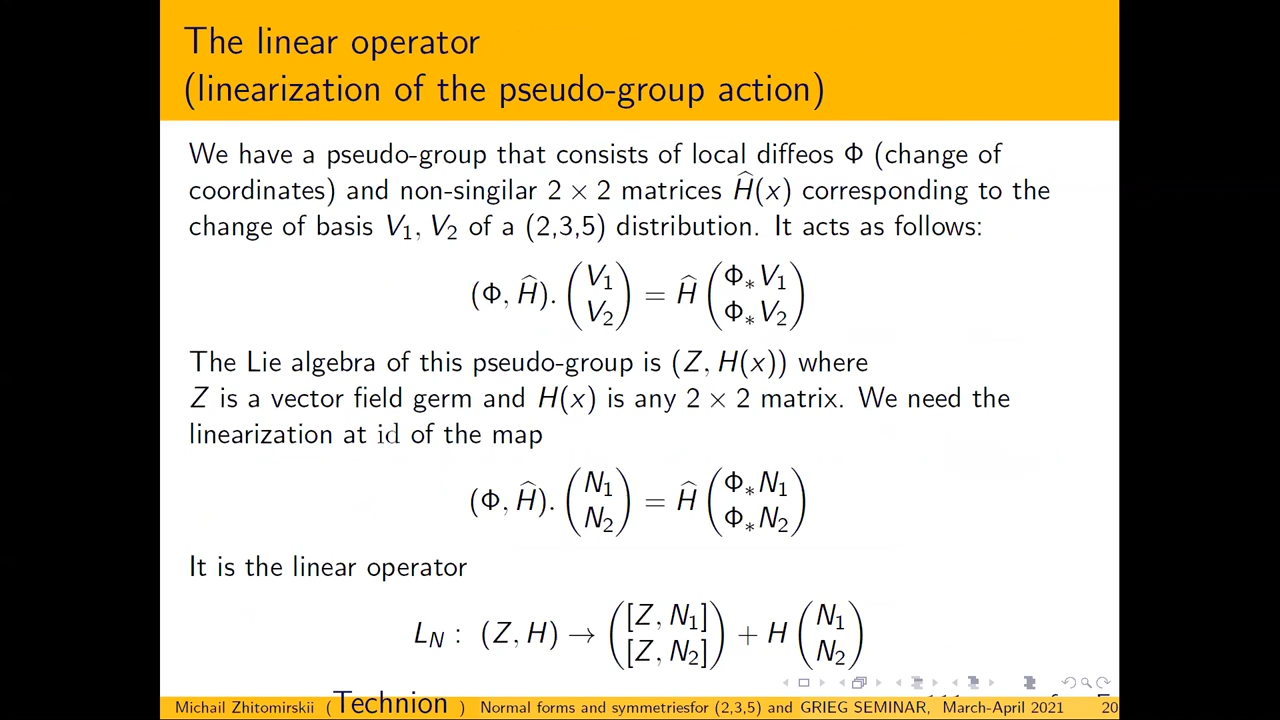 The linear operator
(linearization of the pseudo-group action)
We have a pseudo-group that consists of local diffeos Φ (change of
coordinates) and non-singilar 2 × 2 matrices Ĥ(x) corresponding to the
change of basis V₁, V₂ of a (2,3,5) distribution. It acts as follows:
(Φ, Ĥ). (V₁ V₂) = Ĥ (Φ∗V₁ Φ∗V₂)
The Lie algebra of this pseudo-group is (Z, H(x)) where
Z is a vector field germ and H(x) is any 2 × 2 matrix. We need the
linearization at id of the map
(Φ, Ĥ). (N₁ N₂) = Ĥ (Φ∗N₁ Φ∗N₂)
It is the linear operator
L_N : (Z, H) → ([Z, N₁] [Z, N₂]) + H (N₁ N₂)
Michail Zhitomirskii (Technion) Normal forms and symmetriesfor (2,3,5) and GRIEG SEMINAR, March-April 2021 20